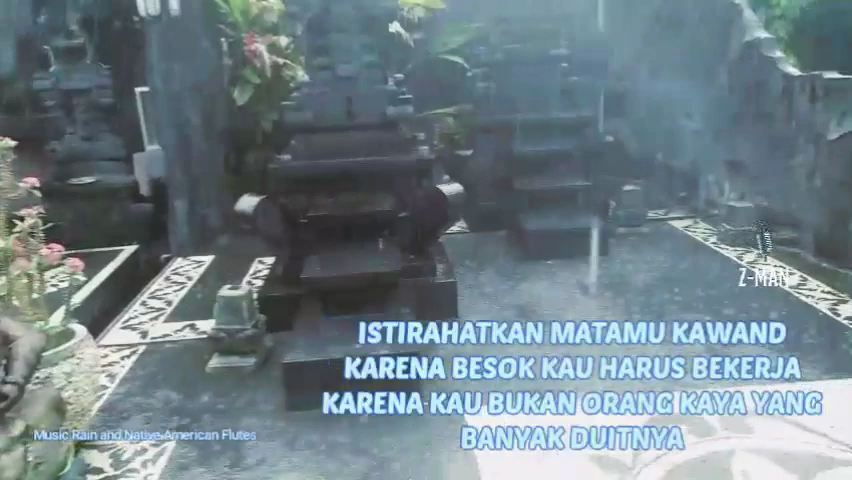 Z-MAN
ISTIRAHATKAN MATAMU KAWAND
KARENA BESOK KAU HARUS BEKERJA
KARENA KAU BUKAN ORANG KAYA YANG
BANYAK DUITNYA
Music Rain and Native American Flutes